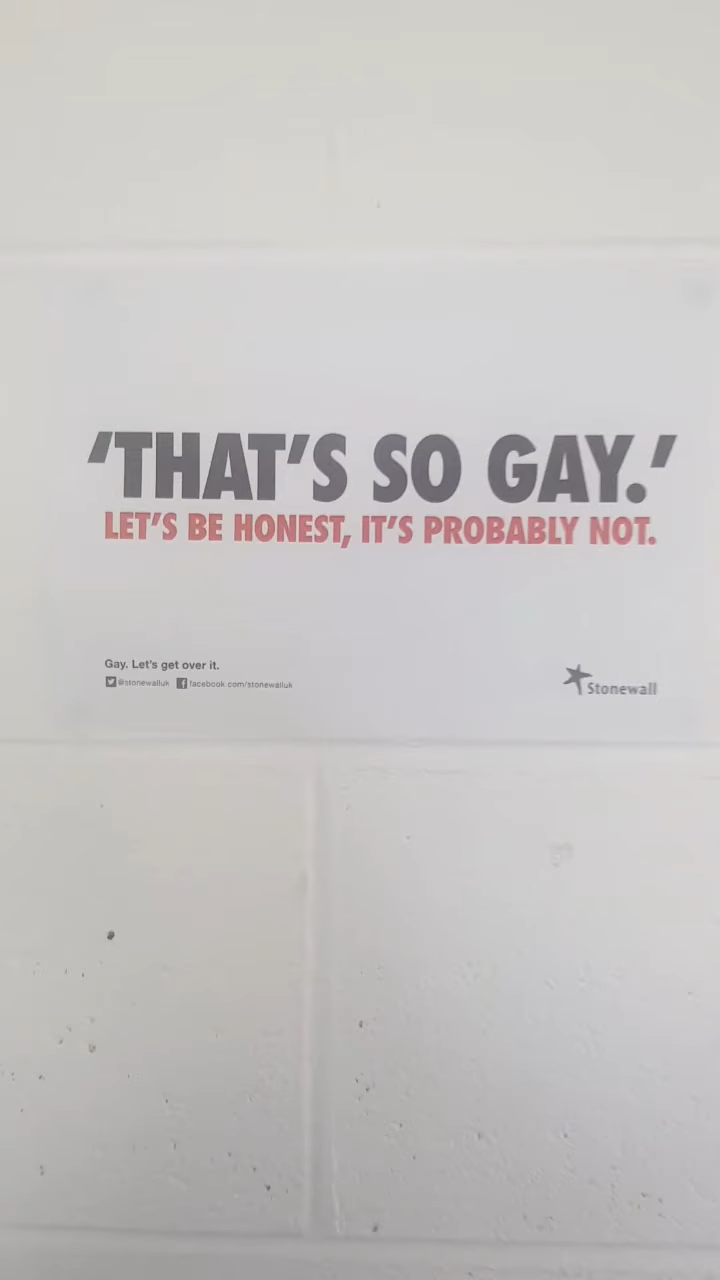 'THAT'S SO GAY.'
LET'S BE HONEST, IT'S PROBABLY NOT.
Gay. Let's get over it.
@stonewalluk facebook.com/stonewalluk
Stonewall